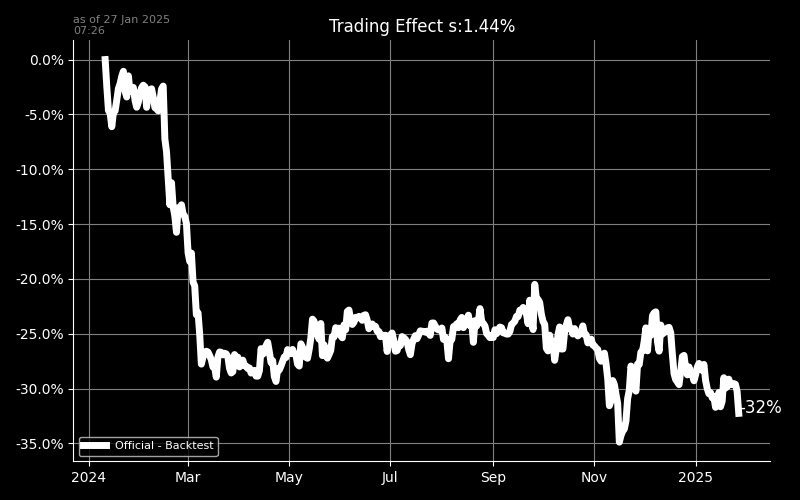 as of 27 Jan 2025
07:26
Trading Effect s:1.44%
0.0%
-5.0%
-10.0%
-15.0%
-20.0%
-25.0%
-30.0%
-35.0%
-32%
Official - Backtest
2024
Mar
May
Jul
Sep
Nov
2025